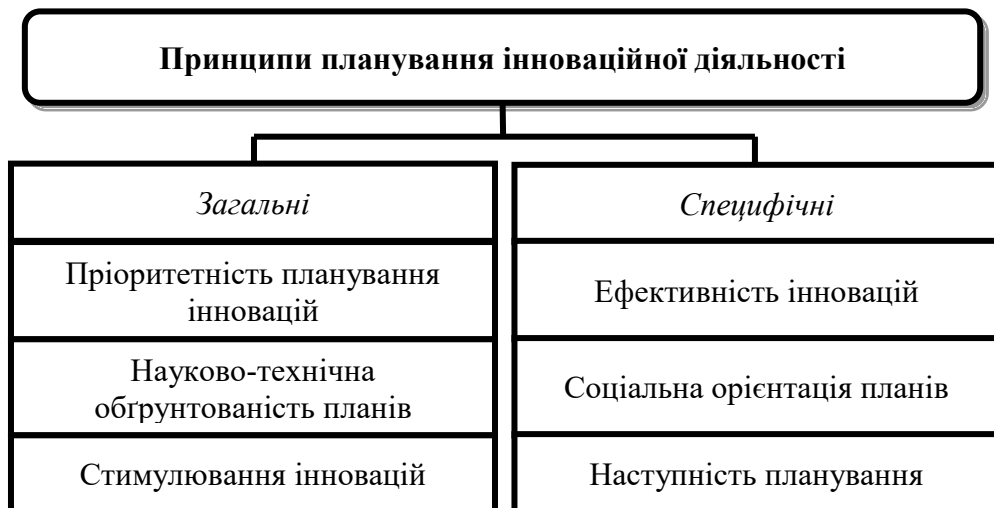 Принципи планування інноваційної діяльності
Загальні
Пріоритетність планування
інновацій
Науково-технічна
обґрунтованість планів
Стимулювання інновацій
Специфічні
Ефективність інновацій
Соціальна орієнтація планів
Наступність планування